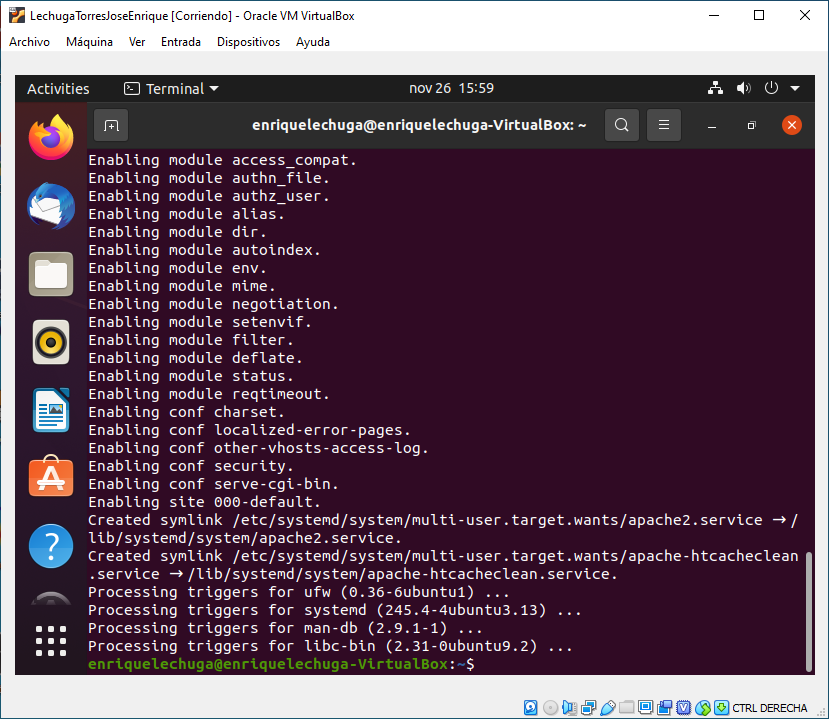 LechugaTorresJoseEnrique [Corriendo] - Oracle VM VirtualBox
Archivo Máquina Ver Entrada Dispositivos Ayuda
Activities Terminal nov 26 15:59
enriquelechuga@enriquelechuga-VirtualBox: ~
Enabling module access_compat.
Enabling module authn_file.
Enabling module authz_user.
Enabling module alias.
Enabling module dir.
Enabling module autoindex.
Enabling module env.
Enabling module mime.
Enabling module negotiation.
Enabling module setenvif.
Enabling module filter.
Enabling module deflate.
Enabling module status.
Enabling module reqtimeout.
Enabling conf charset.
Enabling conf localized-error-pages.
Enabling conf other-vhosts-access-log.
Enabling conf security.
Enabling conf serve-cgi-bin.
Enabling site 000-default.
Created symlink /etc/systemd/system/multi-user.target.wants/apache2.service → /
lib/systemd/system/apache2.service.
Created symlink /etc/systemd/system/multi-user.target.wants/apache-htcacheclean
.service → /lib/systemd/system/apache-htcacheclean.service.
Processing triggers for ufw (0.36-6ubuntu1) ...
Processing triggers for systemd (245.4-4ubuntu3.13) ...
Processing triggers for man-db (2.9.1-1) ...
Processing triggers for libc-bin (2.31-0ubuntu9.2) ...
enriquelechuga@enriquelechuga-VirtualBox:~$
CTRL DERECHA